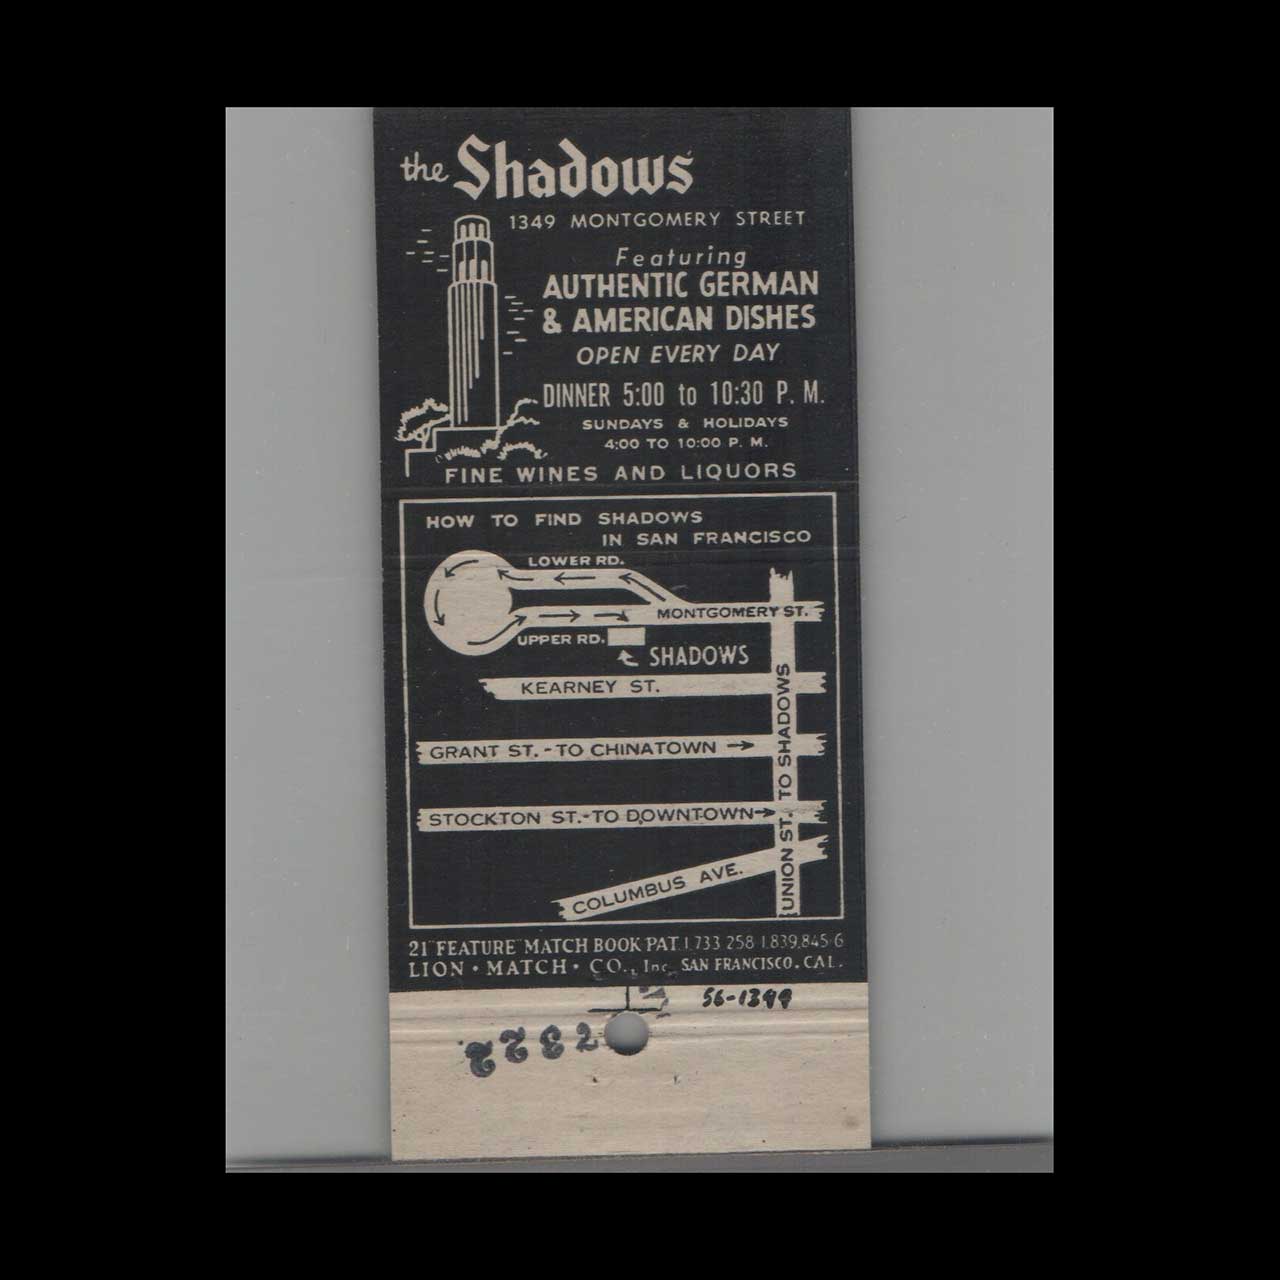 the Shadows
1349 MONTGOMERY STREET
Featuring
AUTHENTIC GERMAN
& AMERICAN DISHES
OPEN EVERY DAY
DINNER 5:00 to 10:30 P. M.
SUNDAYS & HOLIDAYS
4:00 TO 10:00 P. M.
FINE WINES AND LIQUORS
HOW TO FIND SHADOWS
IN SAN FRANCISCO
LOWER RD.
MONTGOMERY ST.
UPPER RD.
SHADOWS
KEARNEY ST.
GRANT ST. - TO CHINATOWN
STOCKTON ST. - TO DOWNTOWN
COLUMBUS AVE.
UNION ST. TO SHADOWS
21 "FEATURE" MATCH BOOK PAT. 1,733,258 1,839,845-6
LION • MATCH • CO., Inc. SAN FRANCISCO, CAL.
56-1399